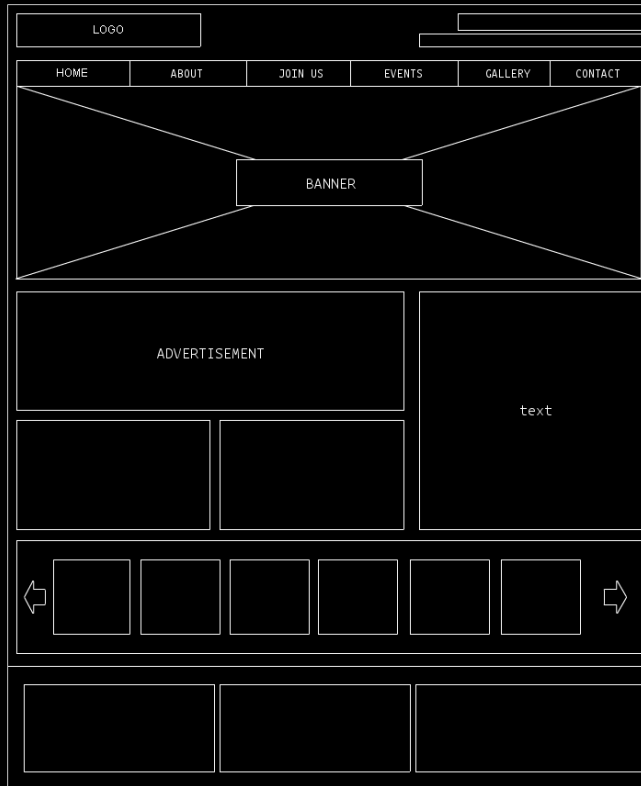 LOGO
HOME ABOUT JOIN US EVENTS GALLERY CONTACT
BANNER
ADVERTISEMENT
text